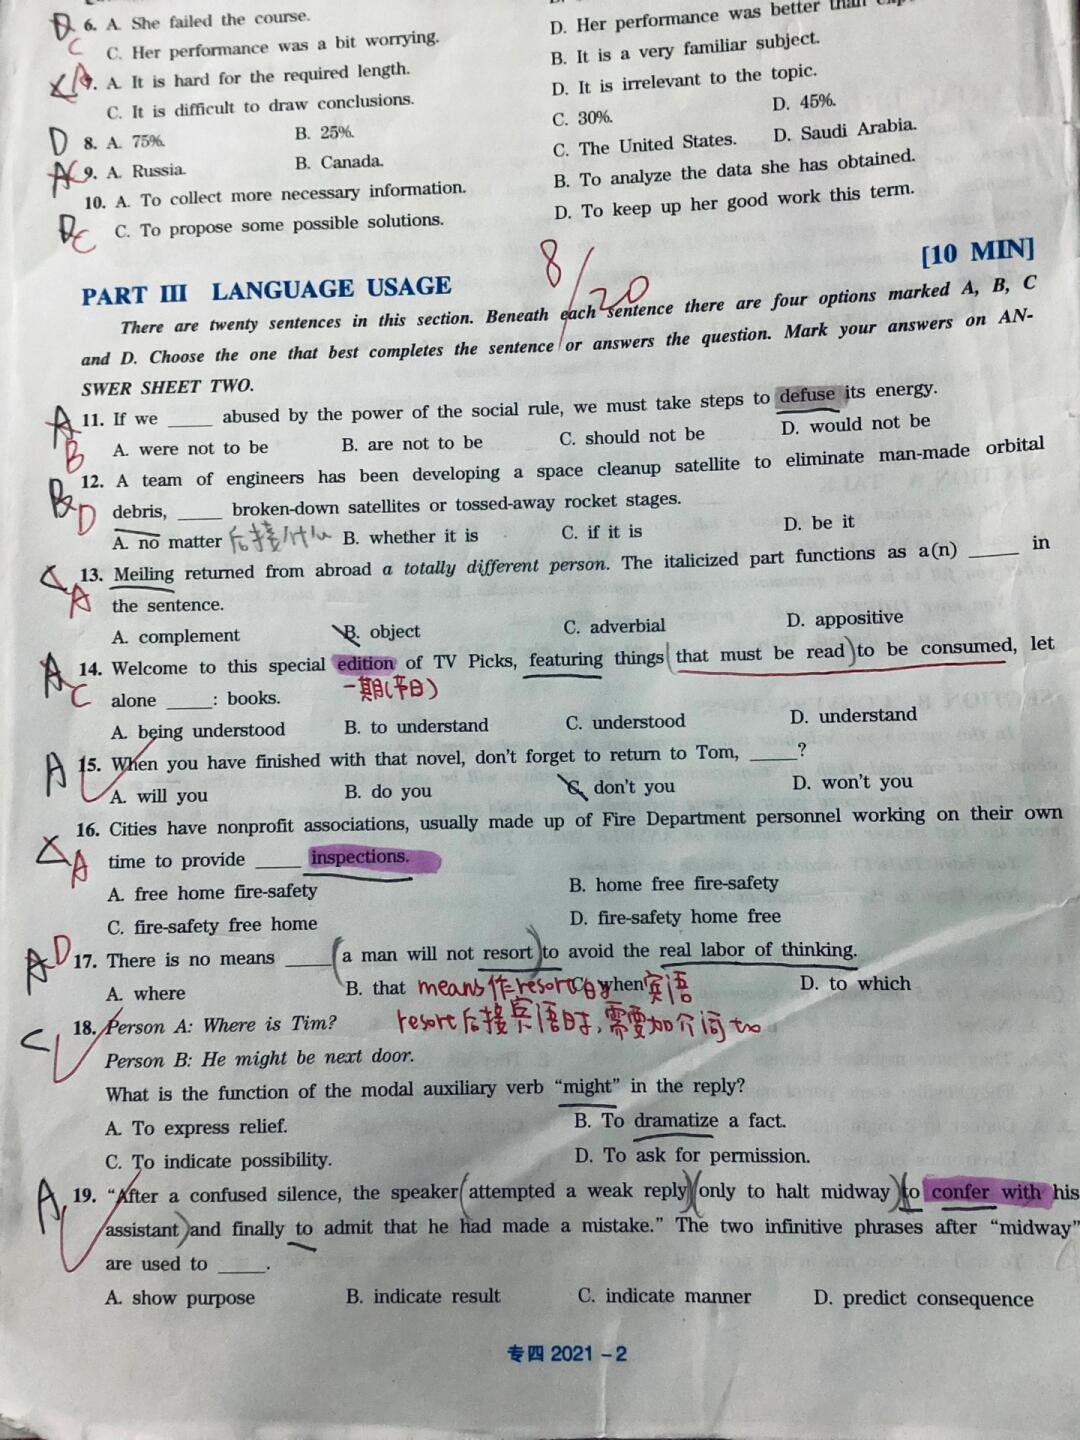 D 6. A. She failed the course.
D. Her performance was better than
C C. Her performance was a bit worrying.
B. It is a very familiar subject.
A 7. A. It is hard for the required length.
D. It is irrelevant to the topic.
C. It is difficult to draw conclusions.
C. 30%. D. 45%.
D 8. A. 75%. B. 25%.
C. The United States. D. Saudi Arabia.
A C 9. A. Russia. B. Canada.
B. To analyze the data she has obtained.
10. A. To collect more necessary information.
D. To keep up her good work this term.
D C C. To propose some possible solutions.
8/20
[10 MIN]
PART III LANGUAGE USAGE
There are twenty sentences in this section. Beneath each sentence there are four options marked A, B, C
and D. Choose the one that best completes the sentence or answers the question. Mark your answers on AN-
SWER SHEET TWO.
A 11. If we ____ abused by the power of the social rule, we must take steps to defuse its energy.
B A. were not to be B. are not to be C. should not be D. would not be
B 12. A team of engineers has been developing a space cleanup satellite to eliminate man-made orbital
D debris, ____ broken-down satellites or tossed-away rocket stages.
A. no matter 后接什么 B. whether it is C. if it is D. be it
C 13. Meiling returned from abroad a totally different person. The italicized part functions as a(n) ____ in
A the sentence.
A. complement B. object C. adverbial D. appositive
A 14. Welcome to this special edition of TV Picks, featuring things (that must be read) to be consumed, let
C alone ____: books. 一期(节目)
A. being understood B. to understand C. understood D. understand
A 15. When you have finished with that novel, don't forget to return to Tom, ____?
A. will you B. do you C. don't you D. won't you
16. Cities have nonprofit associations, usually made up of Fire Department personnel working on their own
A time to provide ____ inspections.
A. free home fire-safety B. home free fire-safety
C. fire-safety free home D. fire-safety home free
A D 17. There is no means ____ (a man will not resort) to avoid the real labor of thinking.
A. where B. that C. when D. to which
means作resort的宾语
resort后接宾语时,需要加介词to
C 18. Person A: Where is Tim?
Person B: He might be next door.
What is the function of the modal auxiliary verb "might" in the reply?
A. To express relief. B. To dramatize a fact.
C. To indicate possibility. D. To ask for permission.
A 19. "After a confused silence, the speaker (attempted a weak reply) (only to halt midway) (to confer with his
assistant) and finally to admit that he had made a mistake." The two infinitive phrases after "midway"
are used to ____.
A. show purpose B. indicate result C. indicate manner D. predict consequence
专四 2021 - 2